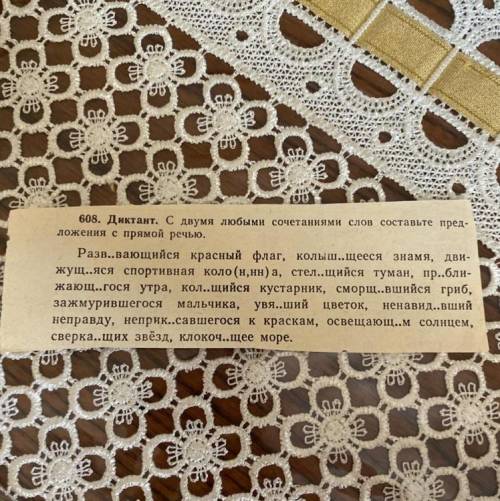 608. Диктант. С двумя любыми сочетаниями слов составьте пред-
ложения с прямой речью.
Разв..вающийся красный флаг, колыш..щееся знамя, дви-
жущ..яся спортивная коло(н,нн)а, стел..щийся туман, пр..бли-
жающ..гося утра, кол..щийся кустарник, сморщ..вшийся гриб,
зажмурившегося мальчика, увя..ший цветок, ненавид..вший
неправду, неприк..савшегося к краскам, освещающ..м солнцем,
сверка..щих звёзд, клокоч..щее море.